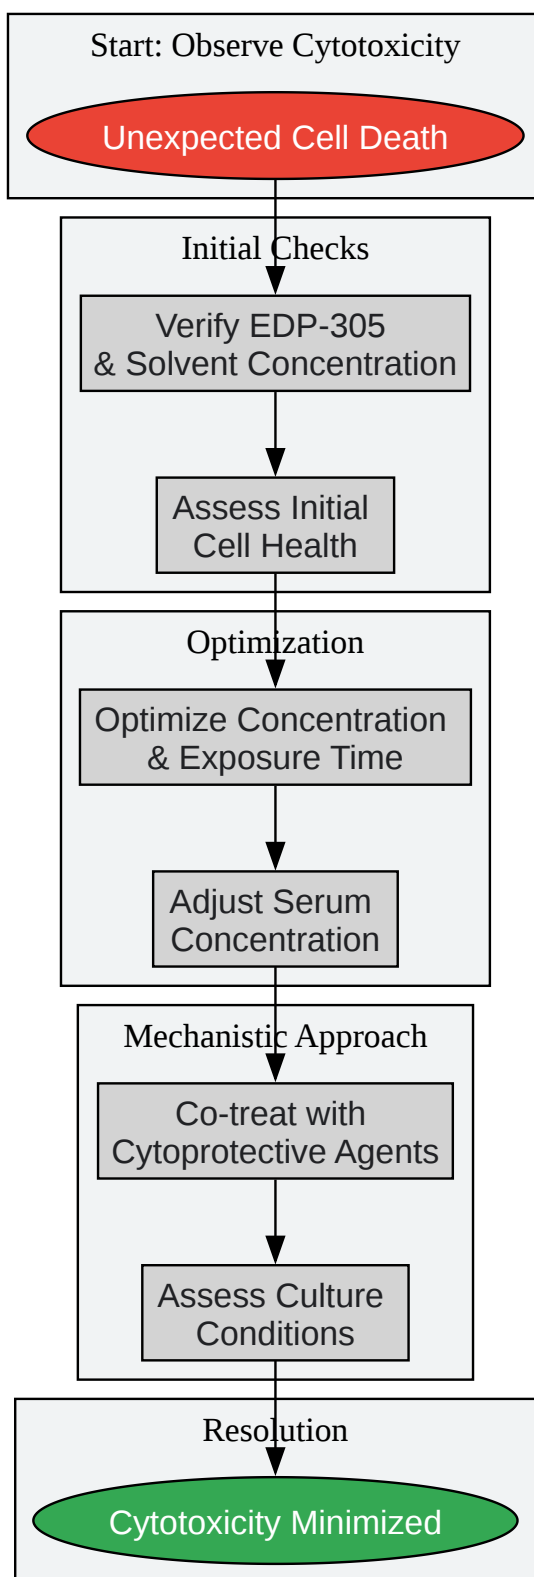 Start: Observe Cytotoxicity
Unexpected Cell Death
Initial Checks
Verify EDP-305
& Solvent Concentration
Assess Initial
Cell Health
Optimization
Optimize Concentration
& Exposure Time
Adjust Serum
Concentration
Mechanistic Approach
Co-treat with
Cytoprotective Agents
Assess Culture
Conditions
Resolution
Cytotoxicity Minimized